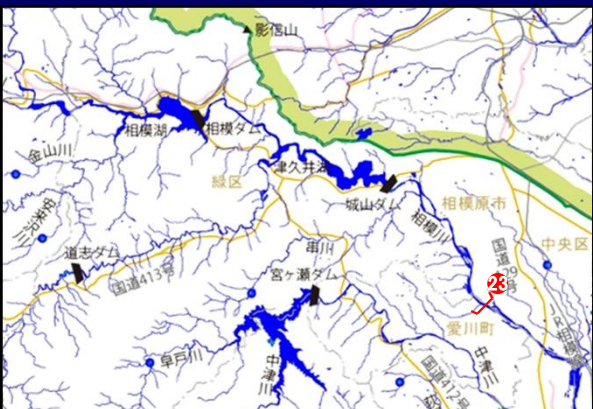 影信山
相模湖
相模ダム
金山川
津久井湖
緑区
城山ダム
相模原市
相模川
中央区
道志ダム
国道413号
串川
宮ヶ瀬ダム
23
愛川町
早戸川
中津川
中津川
国道412号